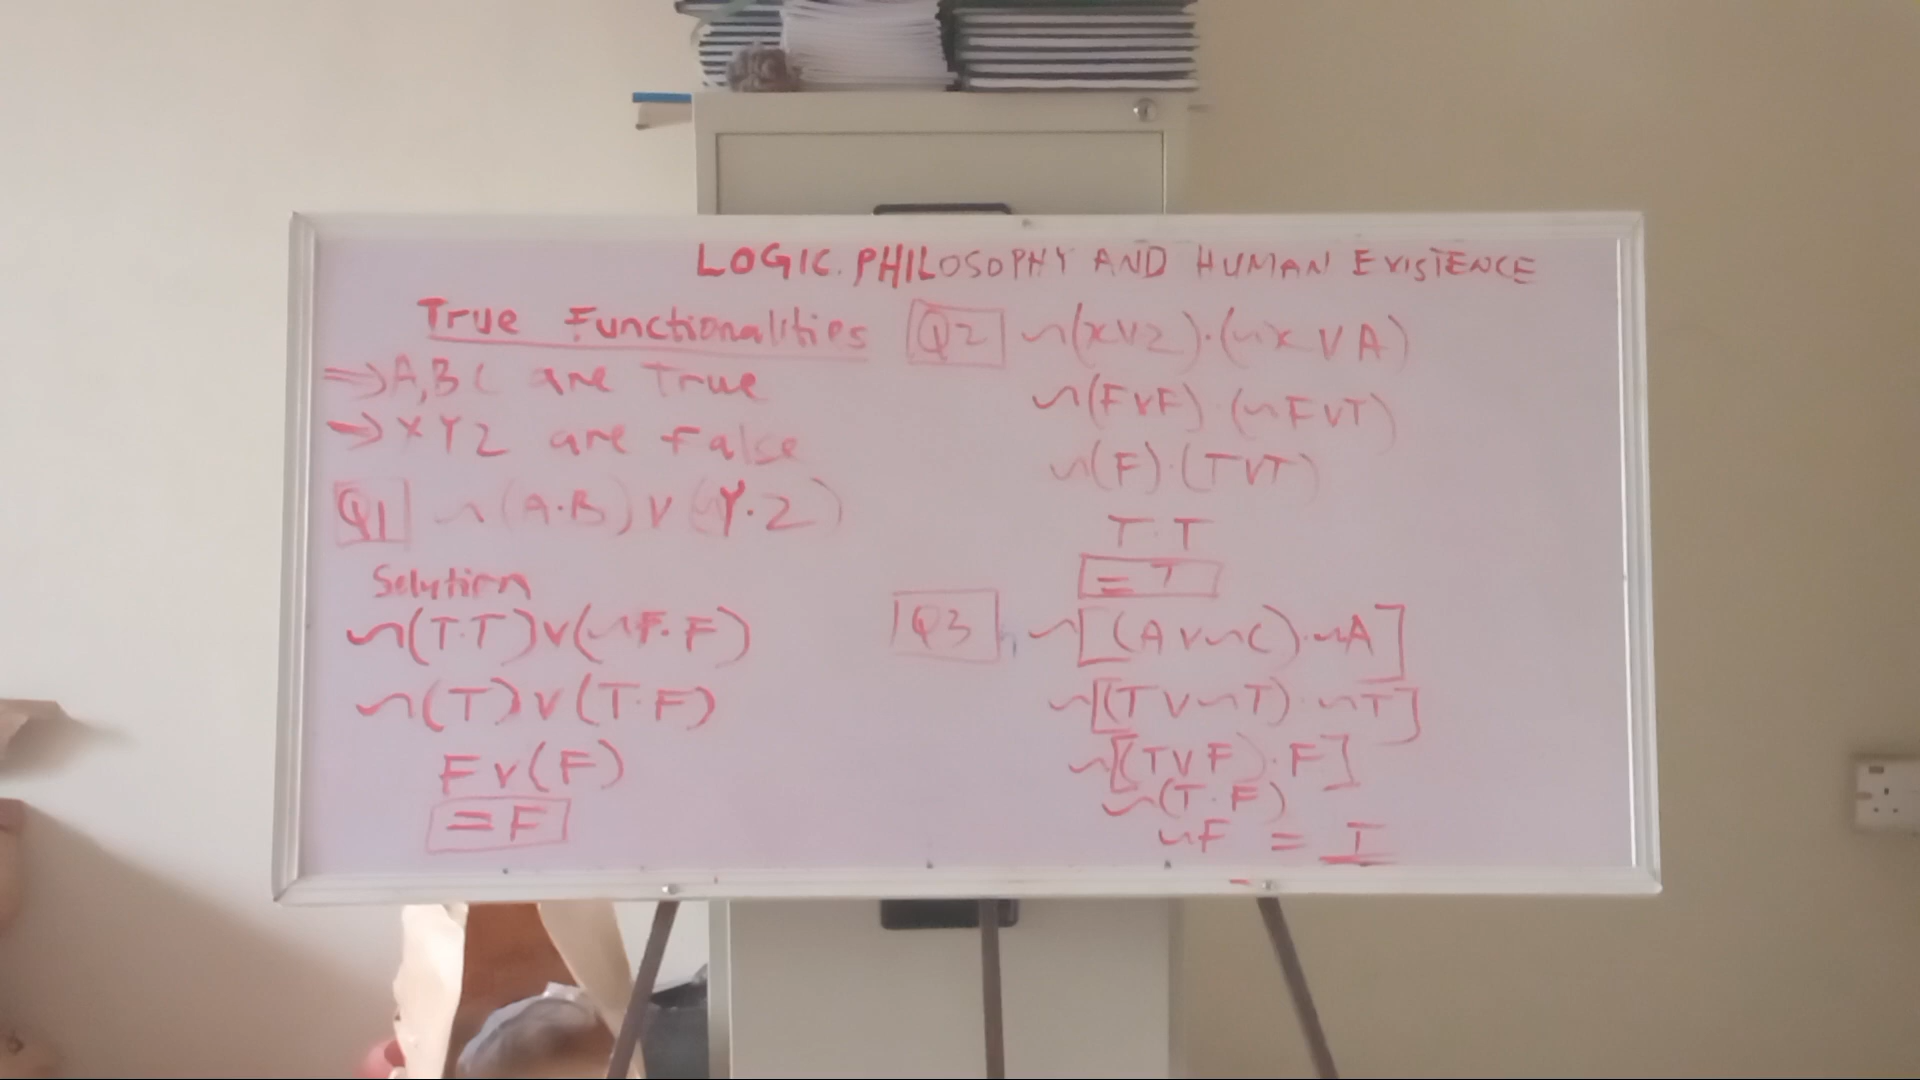 LOGIC. PHILOSOPHY AND HUMAN EXISTENCE
True Functionalities
⇒A,B C are True
→ X Y Z are false
Q1 ~(A·B) V (~Y·Z)
Solution
~(T·T) v (~F·F)
~(T) v (T·F)
F v (F)
= F
Q2 ~(x v z)·(~x V A)
~(F v F)·(~F v T)
~(F)·(T v T)
T·T
= T
Q3 ~[(A v ~C)·~A]
~[(T v ~T)·~T]
~[(T v F)·F]
~(T·F)
~F = T